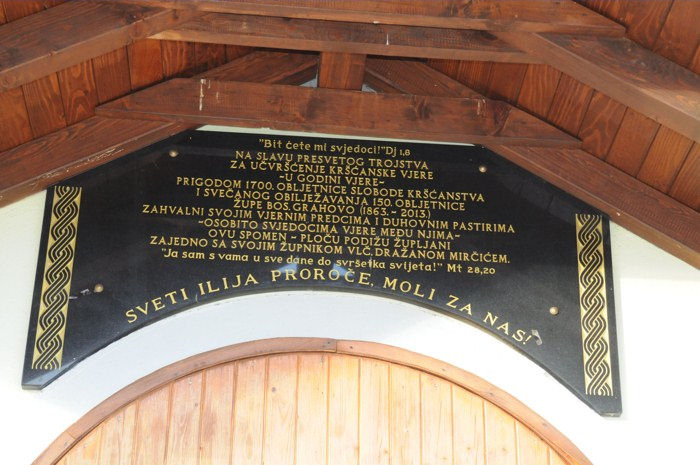 "Bit ćete mi svjedoci!" Dj 1,8
NA SLAVU PRESVETOG TROJSTVA
ZA UČVRŠĆENJE KRŠĆANSKE VJERE
-U GODINI VJERE-
PRIGODOM 1700. OBLJETNICE SLOBODE KRŠĆANSTVA
I SVEČANOG OBILJEŽAVANJA 150. OBLJETNICE
ŽUPE BOS. GRAHOVO (1863.- 2013.)
ZAHVALNI SVOJIM VJERNIM PREDCIMA I DUHOVNIM PASTIRIMA
-OSOBITO SVJEDOCIMA VJERE MEĐU NJIMA-
OVU SPOMEN - PLOČU PODIŽU ŽUPLJANI
ZAJEDNO SA SVOJIM ŽUPNIKOM VLČ. DRAŽANOM MIRČIĆEM.
"Ja sam s vama u sve dane do svršetka svijeta!" Mt 28,20
SVETI ILIJA PROROČE, MOLI ZA NAS!